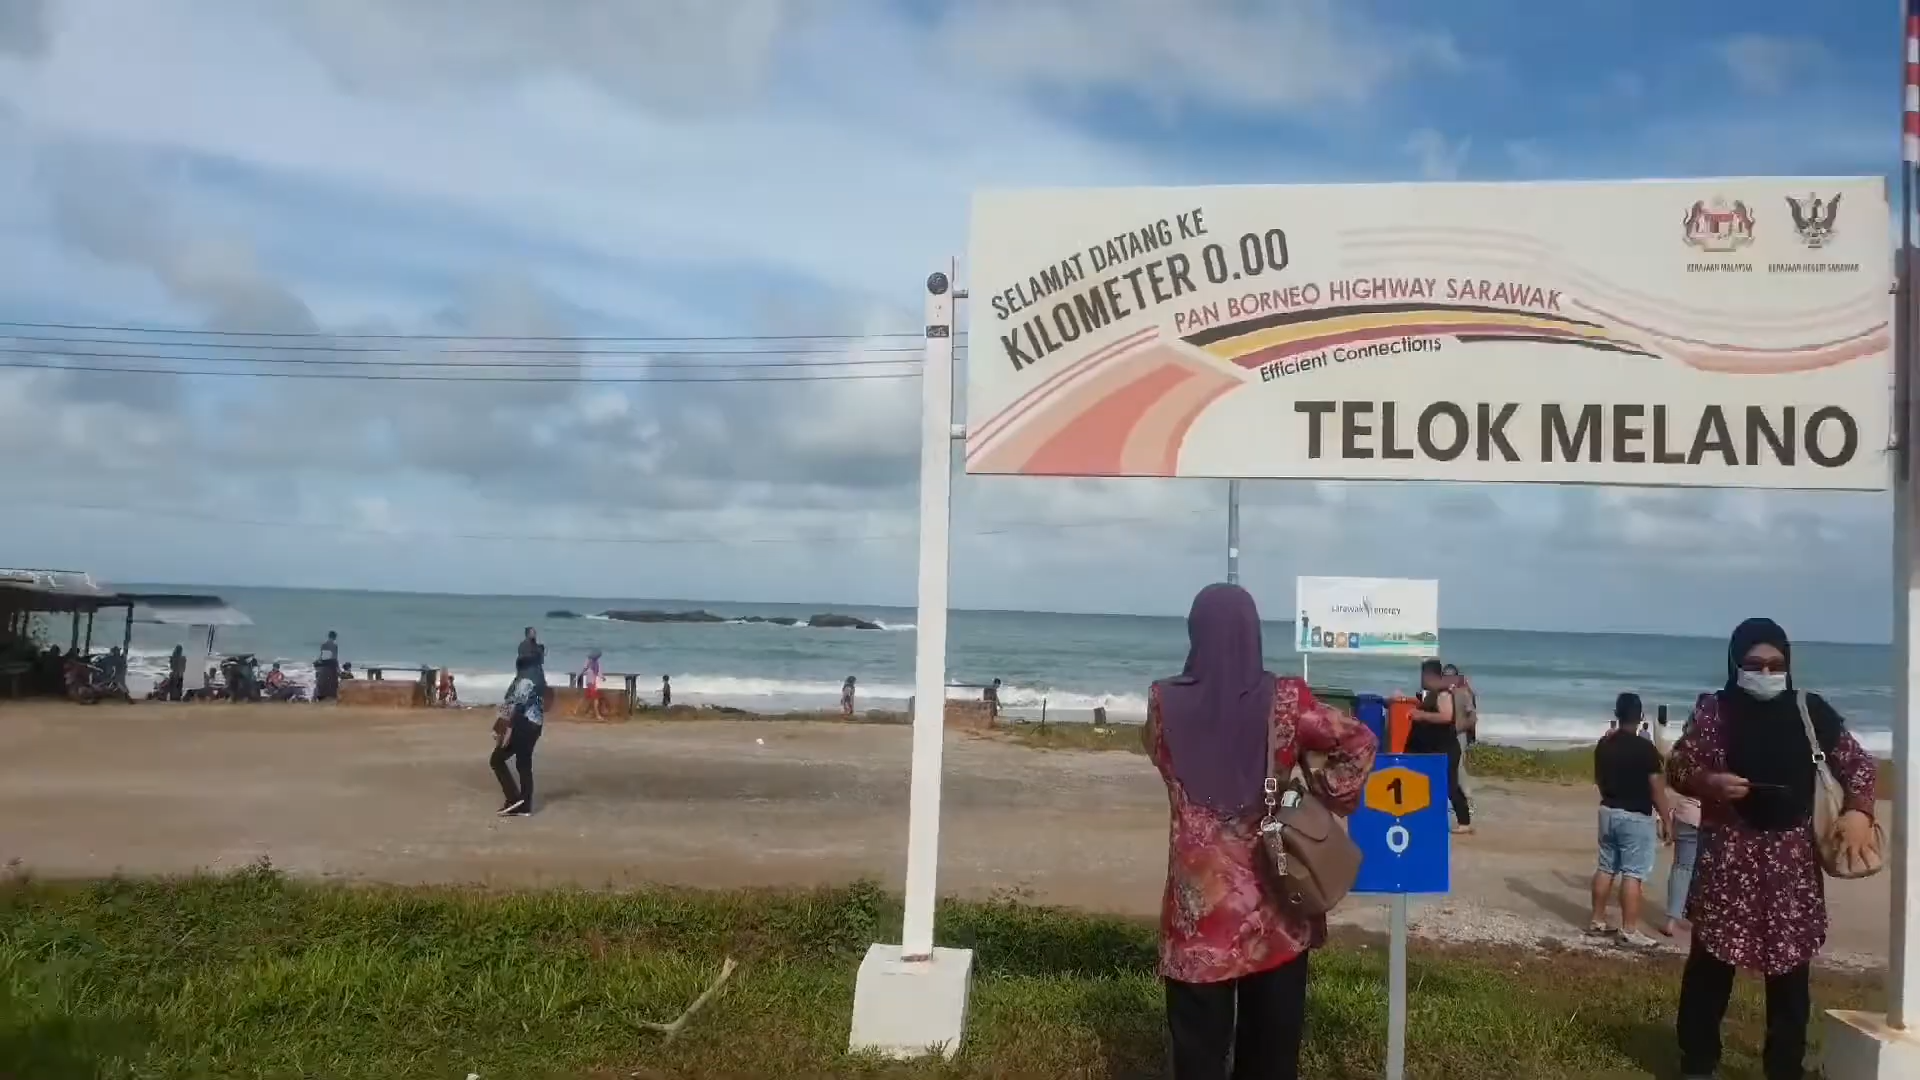 SELAMAT DATANG KE
KILOMETER 0.00
PAN BORNEO HIGHWAY SARAWAK
Efficient Connections
TELOK MELANO
KERAJAAN MALAYSIA
KERAJAAN NEGERI SARAWAK
sarawak energy
1
0